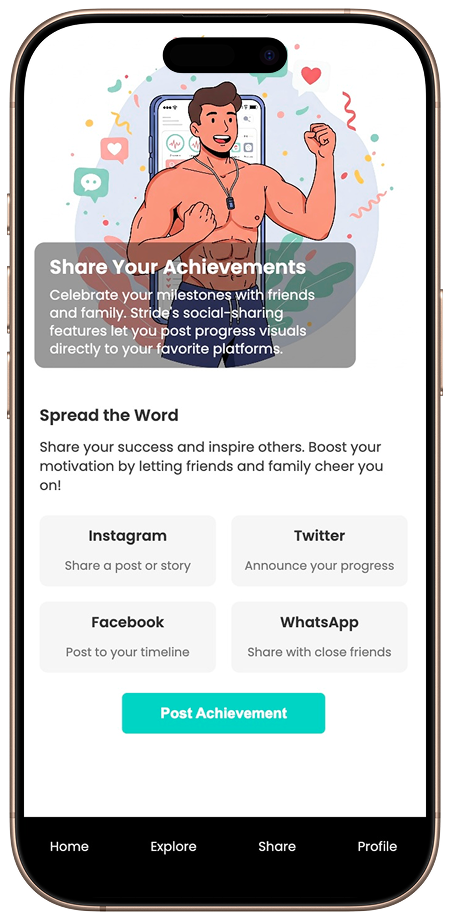 Share Your Achievements
Celebrate your milestones with friends
and family. Stride's social-sharing
features let you post progress visuals
directly to your favorite platforms.
Spread the Word
Share your success and inspire others. Boost your
motivation by letting friends and family cheer you
on!
Instagram
Share a post or story
Twitter
Announce your progress
Facebook
Post to your timeline
WhatsApp
Share with close friends
Post Achievement
Home
Explore
Share
Profile